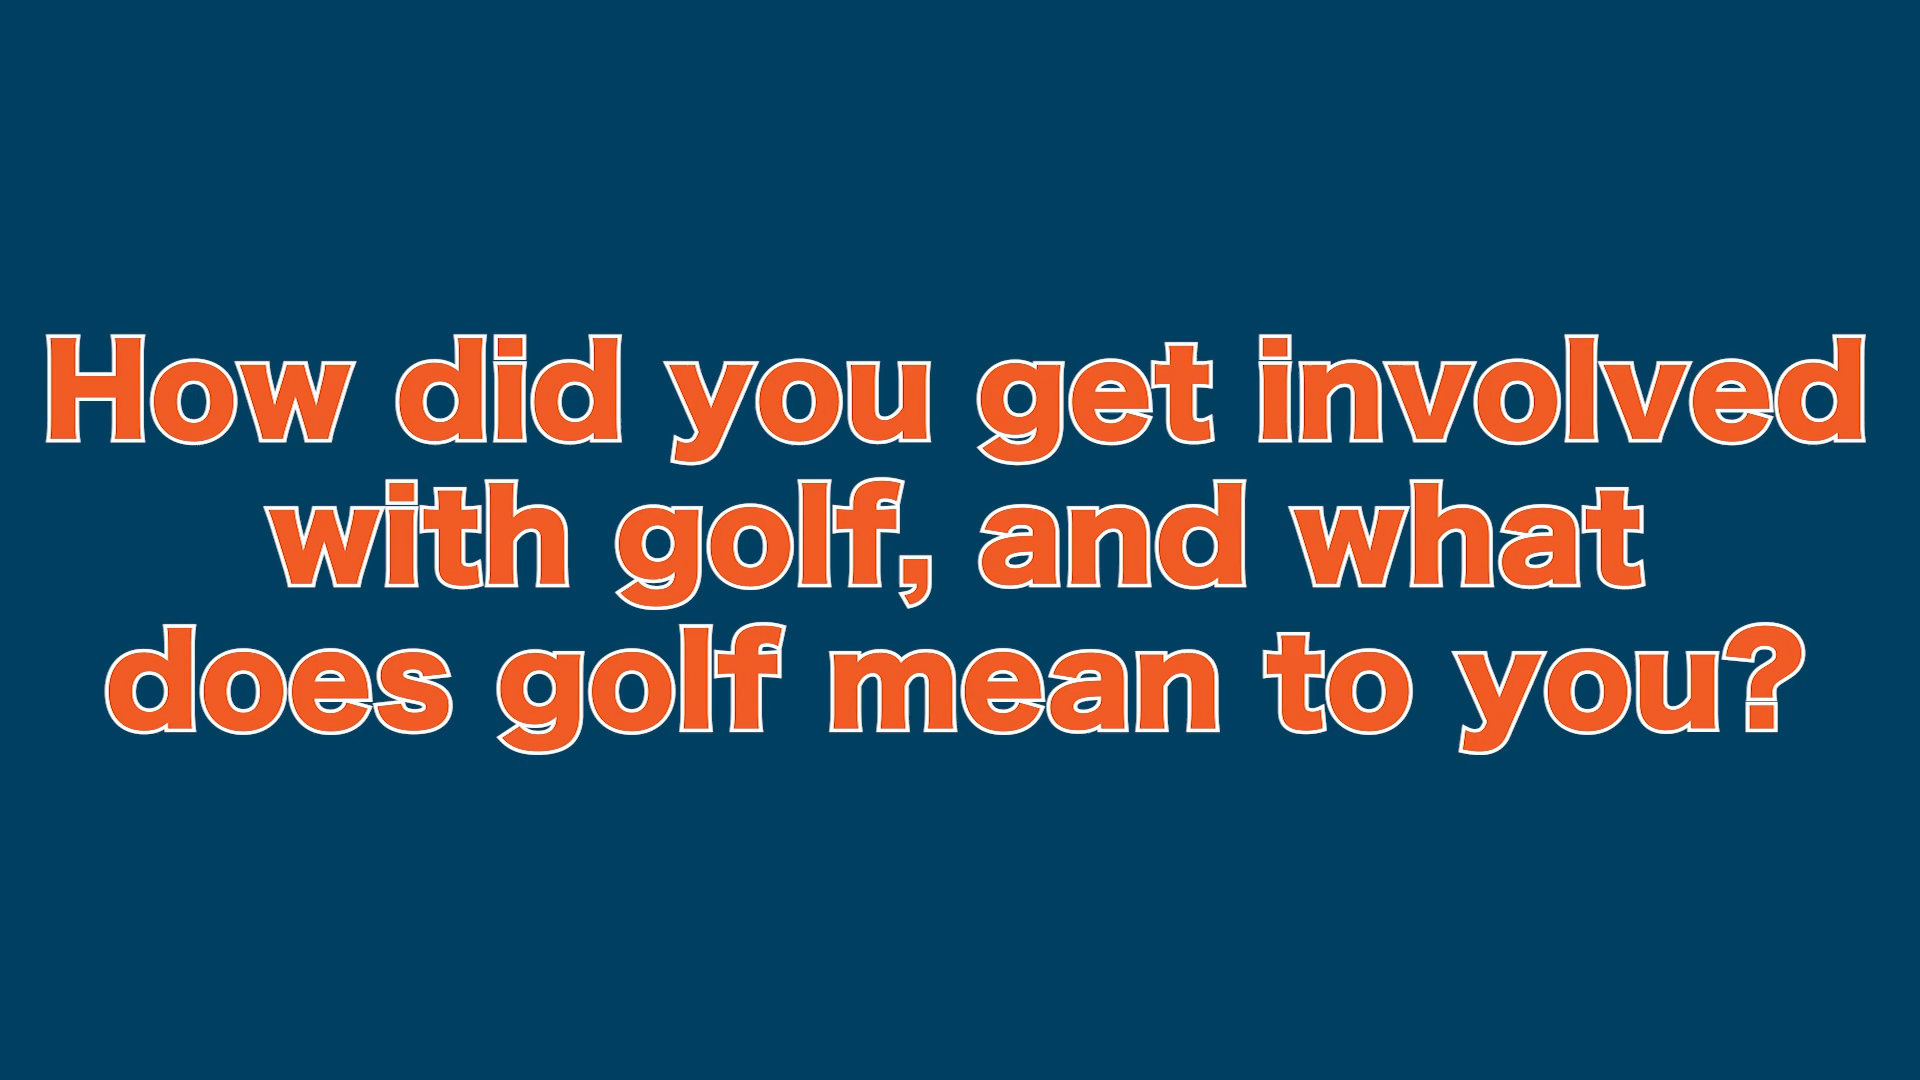 How did you get involved
with golf, and what
does golf mean to you?